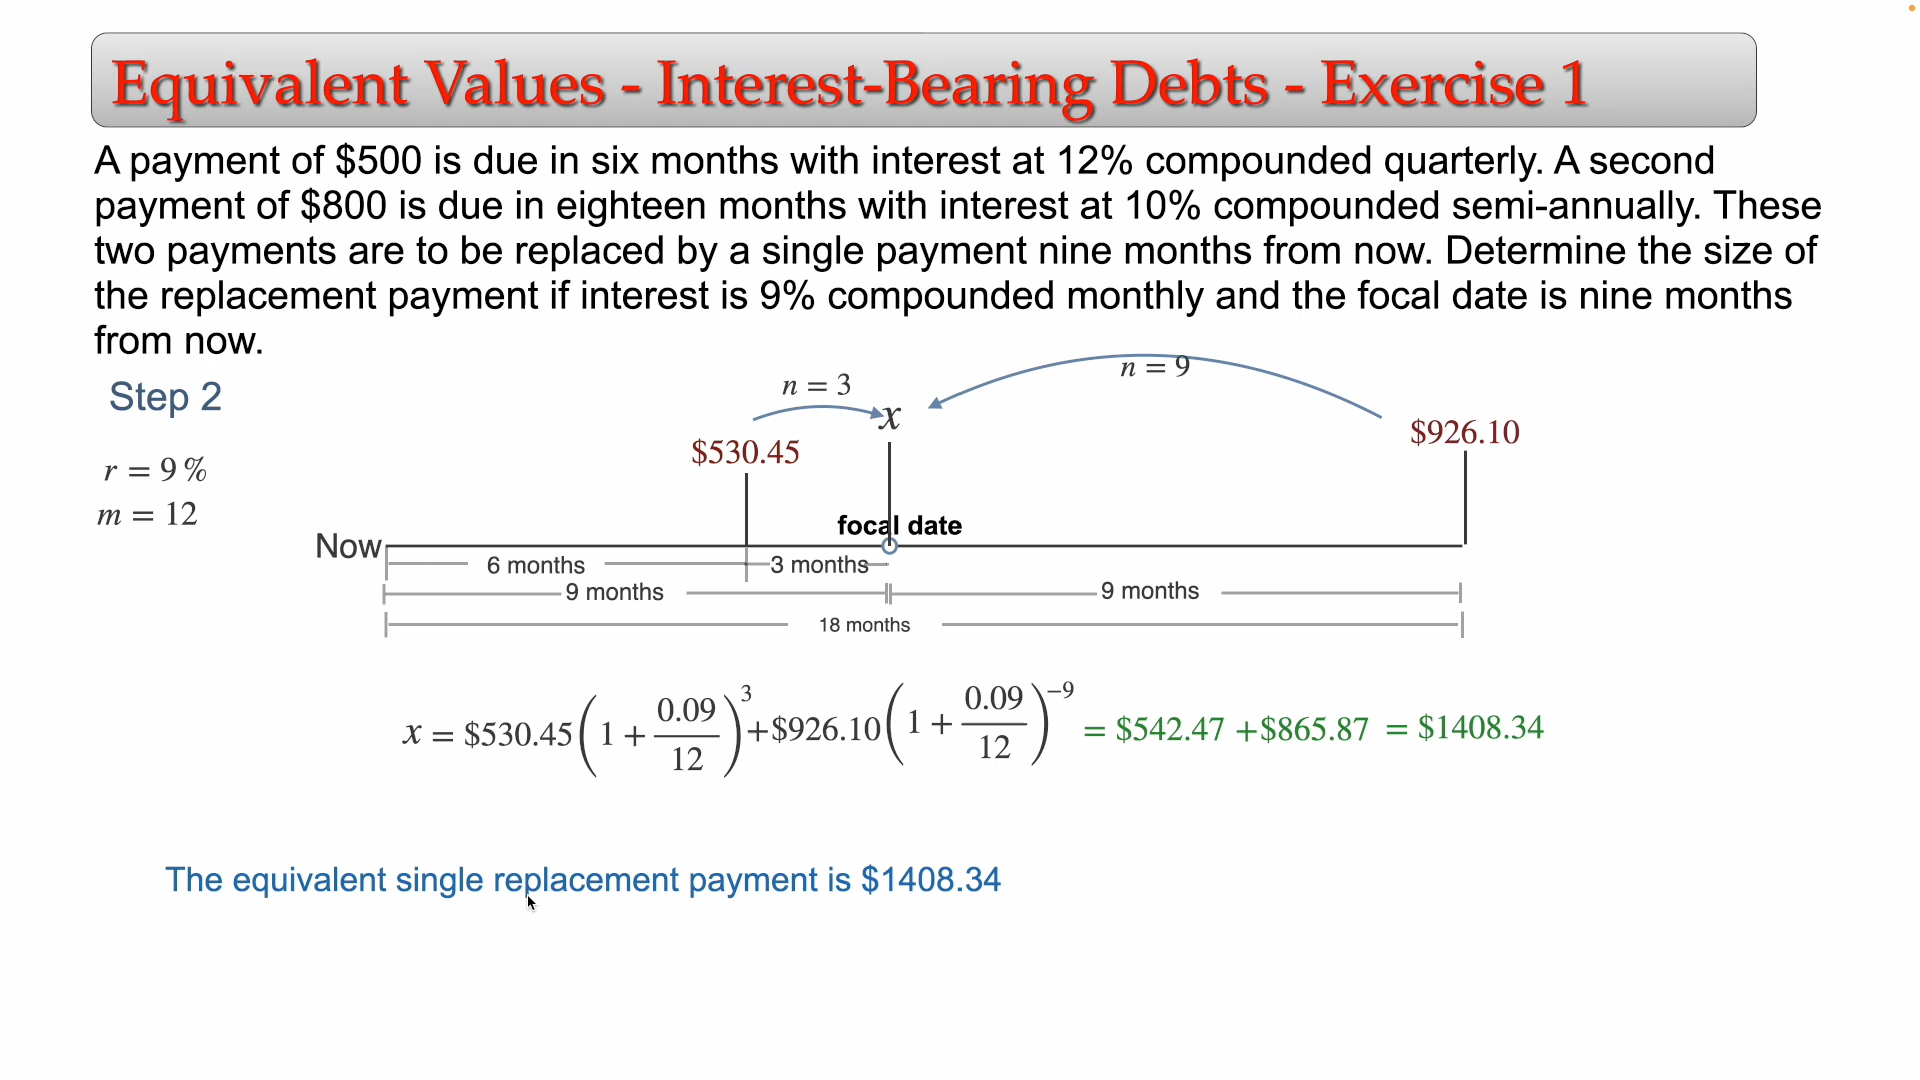 Equivalent Values - Interest-Bearing Debts - Exercise 1
A payment of $500 is due in six months with interest at 12% compounded quarterly. A second
payment of $800 is due in eighteen months with interest at 10% compounded semi-annually. These
two payments are to be replaced by a single payment nine months from now. Determine the size of
the replacement payment if interest is 9% compounded monthly and the focal date is nine months
from now.
Step 2
n = 3
n = 9
x
$530.45
$926.10
r = 9 %
m = 12
focal date
Now
6 months
3 months
9 months
9 months
18 months
x = $530.45(1 + 0.09/12)^3 +$926.10(1 + 0.09/12)^−9 = $542.47 +$865.87 = $1408.34
The equivalent single replacement payment is $1408.34